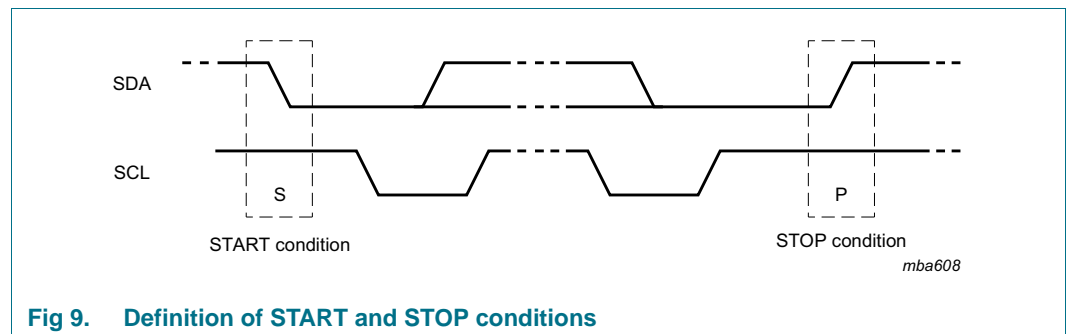 SDA
SCL
S
P
START condition
STOP condition
mba608
Fig 9. Definition of START and STOP conditions